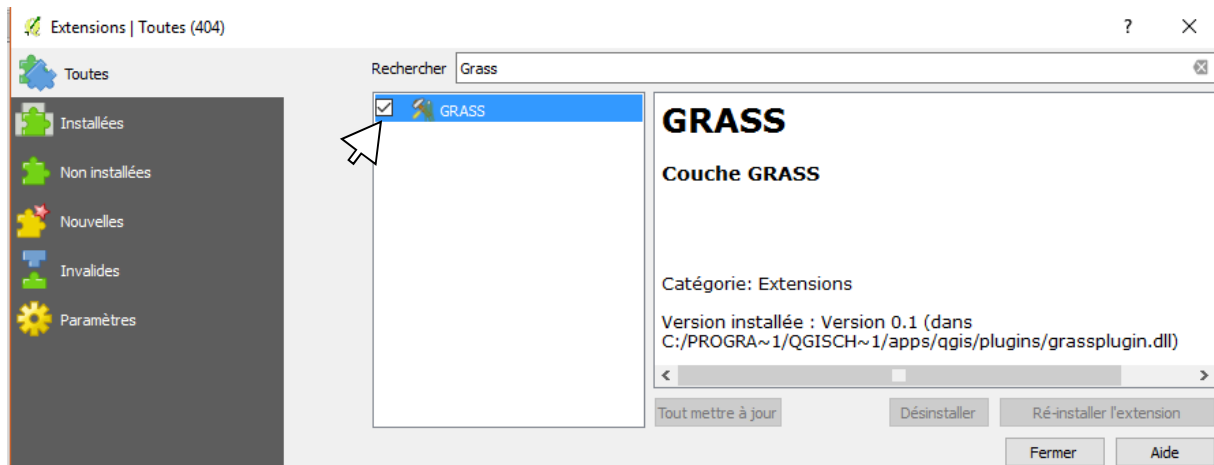 Extensions | Toutes (404)
?
Toutes
Installées
Non installées
Nouvelles
Invalides
Paramètres
Rechercher Grass
GRASS
GRASS
Couche GRASS
Catégorie: Extensions
Version installée : Version 0.1 (dans
C:/PROGRA~1/QGISCH~1/apps/qgis/plugins/grassplugin.dll)
Tout mettre à jour Désinstaller Ré-installer l'extension
Fermer Aide